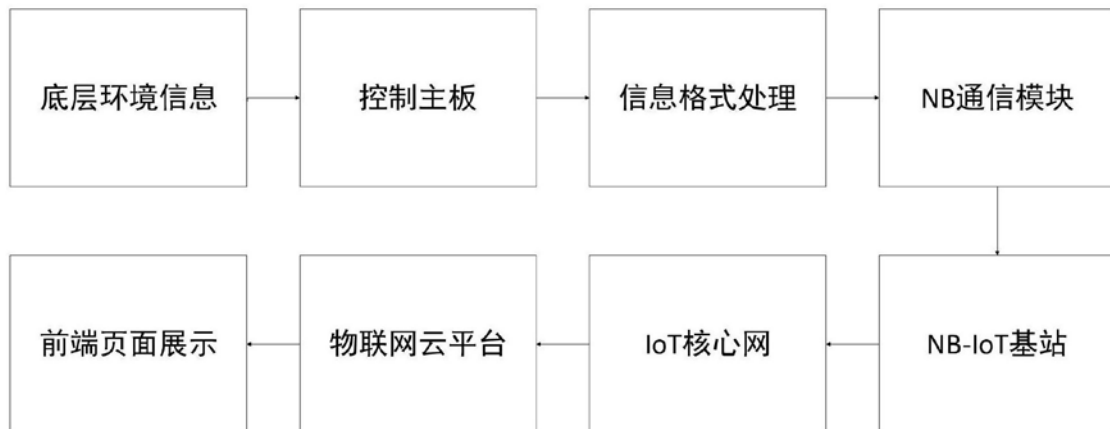 底层环境信息
控制主板
信息格式处理
NB通信模块
前端页面展示
物联网云平台
IoT核心网
NB-IoT基站